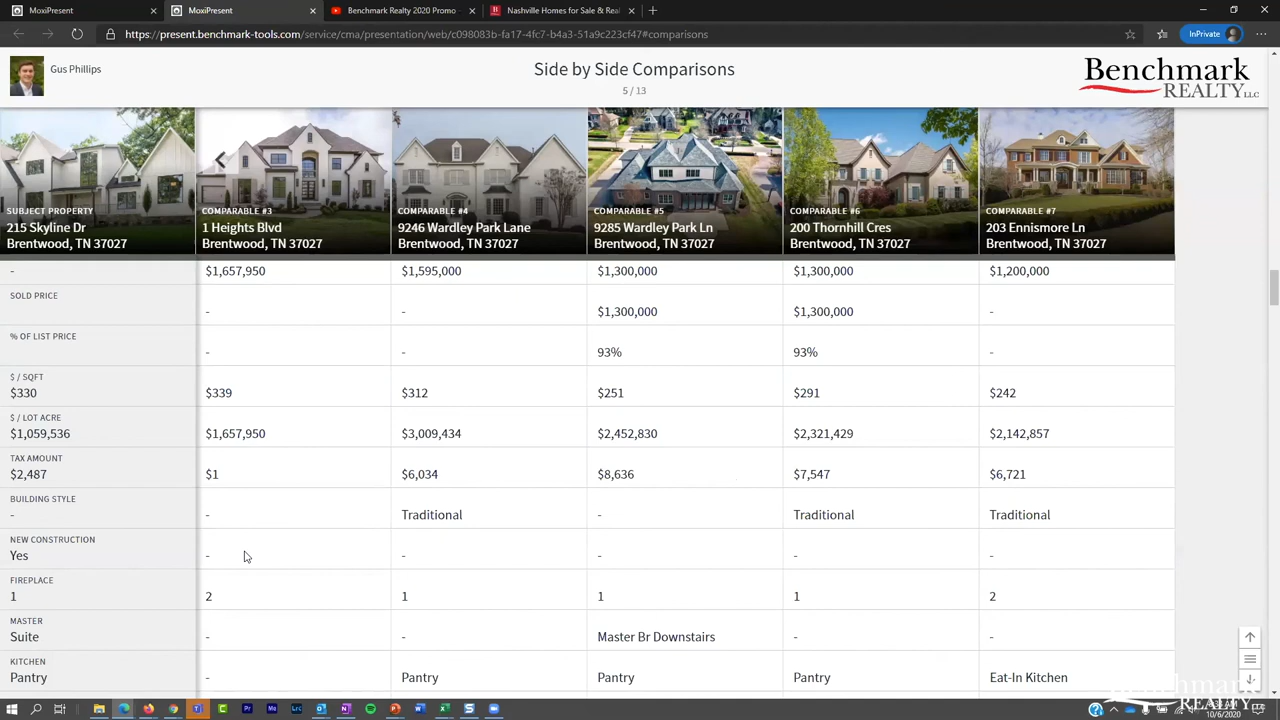 MoxiPresent
MoxiPresent
Benchmark Realty 2020 Promo -
Nashville Homes for Sale & Real
https://present.benchmark-tools.com/service/cma/presentation/web/c098083b-fa17-4fc7-b4a3-51a9c223cf47#comparisons
InPrivate
Gus Phillips
Side by Side Comparisons
5 / 13
Benchmark
REALTY LLC
SUBJECT PROPERTY
215 Skyline Dr
Brentwood, TN 37027
COMPARABLE #3
1 Heights Blvd
Brentwood, TN 37027
COMPARABLE #4
9246 Wardley Park Lane
Brentwood, TN 37027
COMPARABLE #5
9285 Wardley Park Ln
Brentwood, TN 37027
COMPARABLE #6
200 Thornhill Cres
Brentwood, TN 37027
COMPARABLE #7
203 Ennismore Ln
Brentwood, TN 37027
- $1,657,950 $1,595,000 $1,300,000 $1,300,000 $1,200,000
SOLD PRICE
- - $1,300,000 $1,300,000 -
% OF LIST PRICE
- - 93% 93% -
$ / SQFT
$330 $339 $312 $251 $291 $242
$ / LOT ACRE
$1,059,536 $1,657,950 $3,009,434 $2,452,830 $2,321,429 $2,142,857
TAX AMOUNT
$2,487 $1 $6,034 $8,636 $7,547 $6,721
BUILDING STYLE
- - Traditional - Traditional Traditional
NEW CONSTRUCTION
Yes - - - - -
FIREPLACE
1 2 1 1 1 2
MASTER
Suite - - Master Br Downstairs - -
KITCHEN
Pantry - Pantry Pantry Pantry Eat-In Kitchen
Benchmark
REALTY
10/6/2020